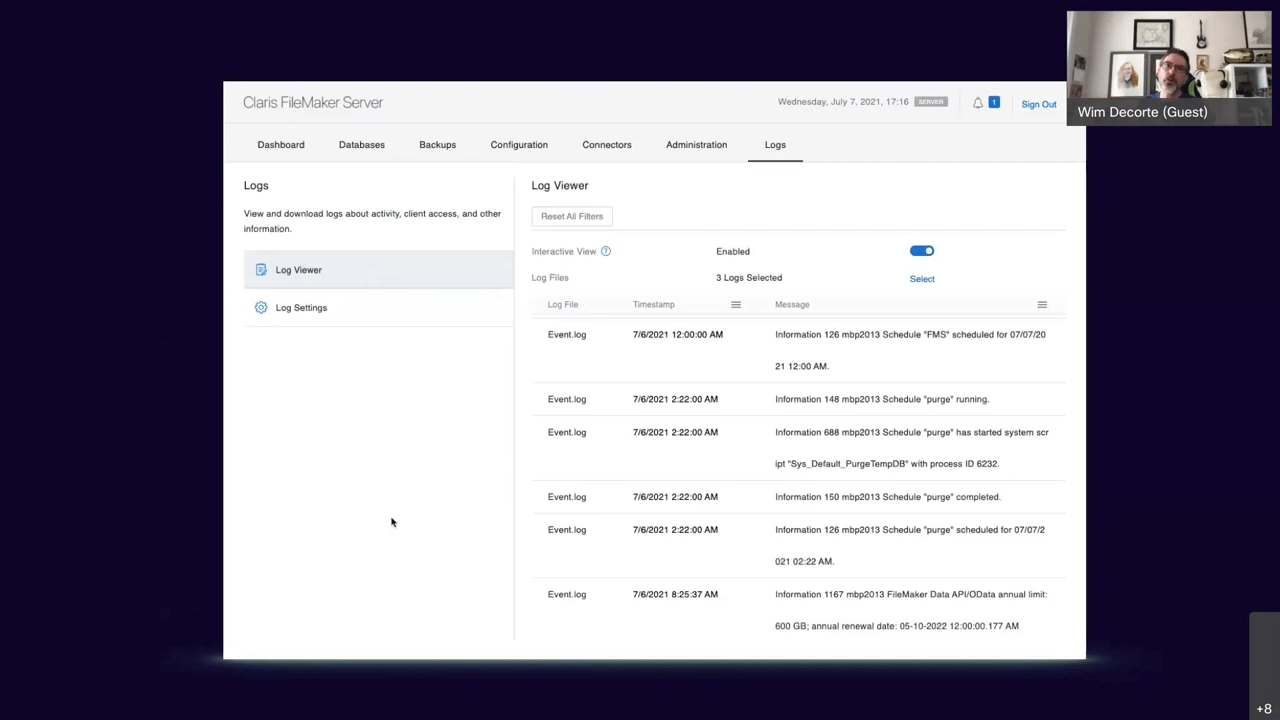 Claris FileMaker Server
Wednesday, July 7, 2021, 17:16 SERVER 1 Sign Out
Wim Decorte (Guest)
Dashboard Databases Backups Configuration Connectors Administration Logs
Logs
View and download logs about activity, client access, and other
information.
Log Viewer
Log Settings
Log Viewer
Reset All Filters
Interactive View ? Enabled
Log Files 3 Logs Selected Select
Log File Timestamp Message
Event.log 7/6/2021 12:00:00 AM Information 126 mbp2013 Schedule "FMS" scheduled for 07/07/20
21 12:00 AM.
Event.log 7/6/2021 2:22:00 AM Information 148 mbp2013 Schedule "purge" running.
Event.log 7/6/2021 2:22:00 AM Information 688 mbp2013 Schedule "purge" has started system scr
ipt "Sys_Default_PurgeTempDB" with process ID 6232.
Event.log 7/6/2021 2:22:00 AM Information 150 mbp2013 Schedule "purge" completed.
Event.log 7/6/2021 2:22:00 AM Information 126 mbp2013 Schedule "purge" scheduled for 07/07/2
021 02:22 AM.
Event.log 7/6/2021 8:25:37 AM Information 1167 mbp2013 FileMaker Data API/OData annual limit:
600 GB; annual renewal date: 05-10-2022 12:00:00.177 AM
+8